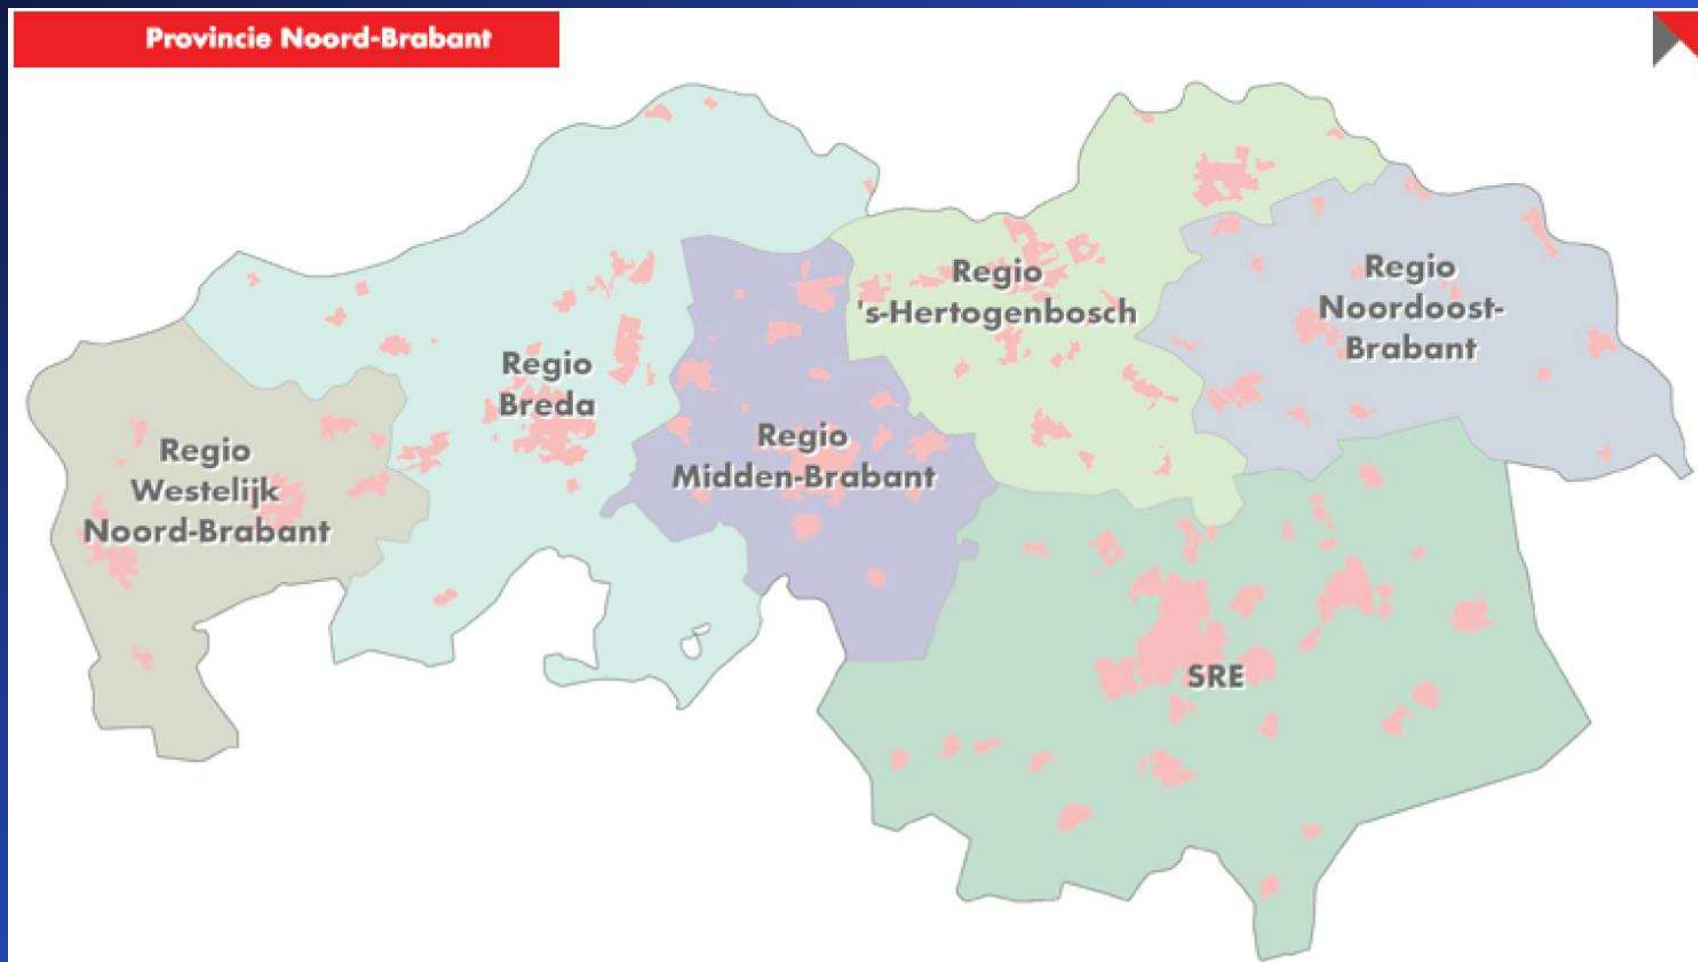 Provincie Noord-Brabant
Regio
's-Hertogenbosch
Regio
Noordoost-
Brabant
Regio
Breda
Regio
Westelijk
Noord-Brabant
Regio
Midden-Brabant
SRE